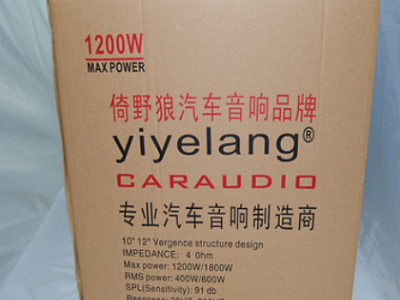 1200W
MAX POWER
倚野狼汽车音响品牌
yiyelang®
CARAUDIO
专业汽车音响制造商
10" 12" Vergence structure design
IMPEDANCE: 4 Ohm
Max power: 1200W/1800W
RMS power: 400W/600W
SPL(Sensitivity): 91 db